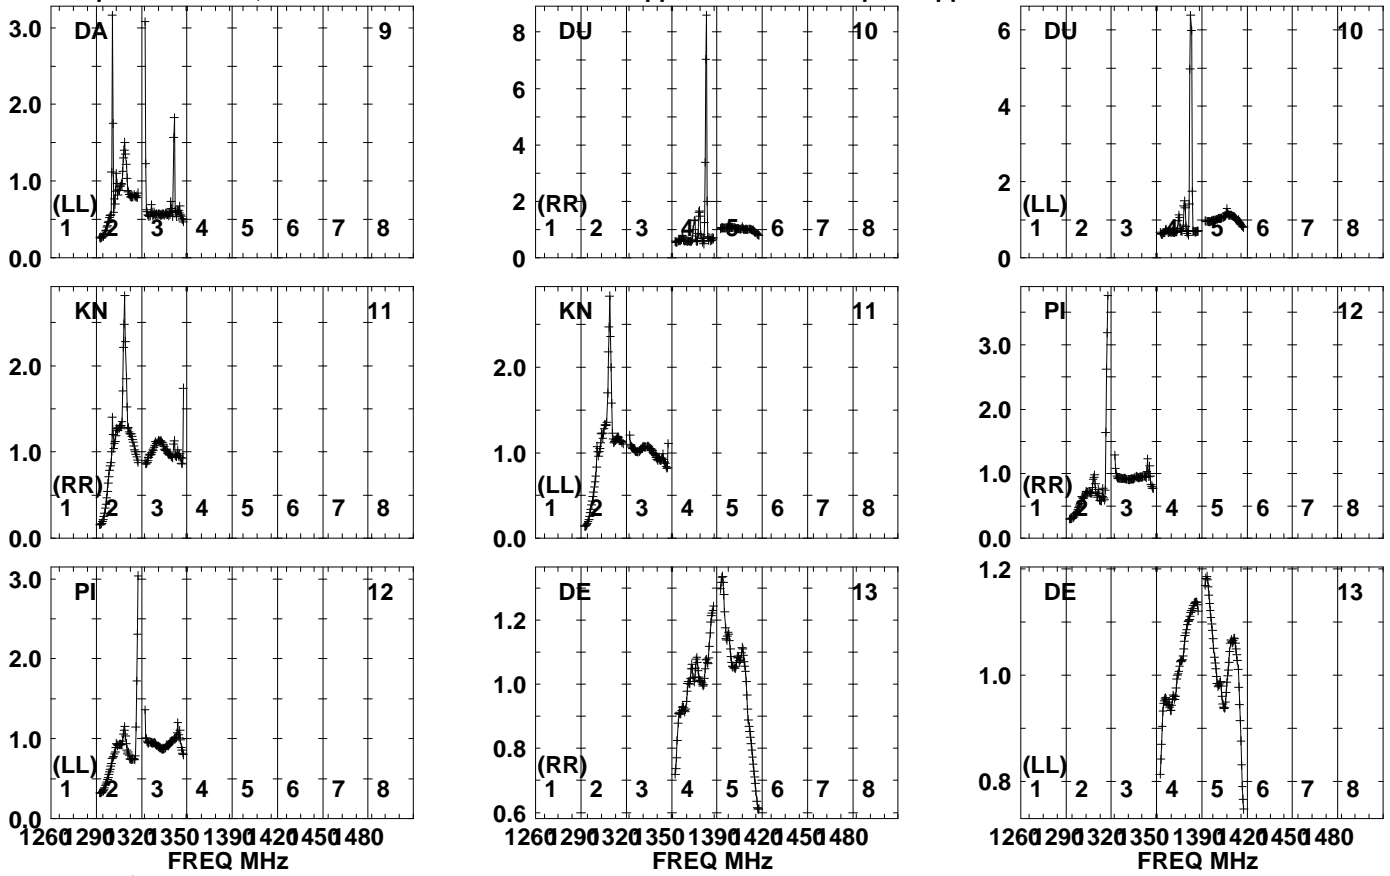 3.0 DA 9
2.0
1.0
(LL)
1 2 3 4 5 6 7 8
0.0
8 DU 10
6
4
2 (RR)
1 2 3 4 5 6 7 8
0
6 DU 10
4
2
(LL)
1 2 3 4 5 6 7 8
0
KN 11
2.0
1.0
(RR)
1 2 3 4 5 6 7 8
0.0
KN 11
2.0
1.0
(LL)
1 2 3 4 5 6 7 8
0.0
PI 12
3.0
2.0
1.0
(RR)
1 2 3 4 5 6 7 8
0.0
3.0 PI 12
2.0
1.0
(LL)
1 2 3 4 5 6 7 8
0.0
1260 1290 1320 1350 1390 1420 1450 1480
FREQ MHz
DE 13
1.2
1.0
0.8
(RR)
1 2 3 4 5 6 7 8
0.6
1260 1290 1320 1350 1390 1420 1450 1480
FREQ MHz
1.2
DE 13
1.0
(LL)
0.8 1 2 3 4 5 6 7 8
1260 1290 1320 1350 1390 1420 1450 1480
FREQ MHz